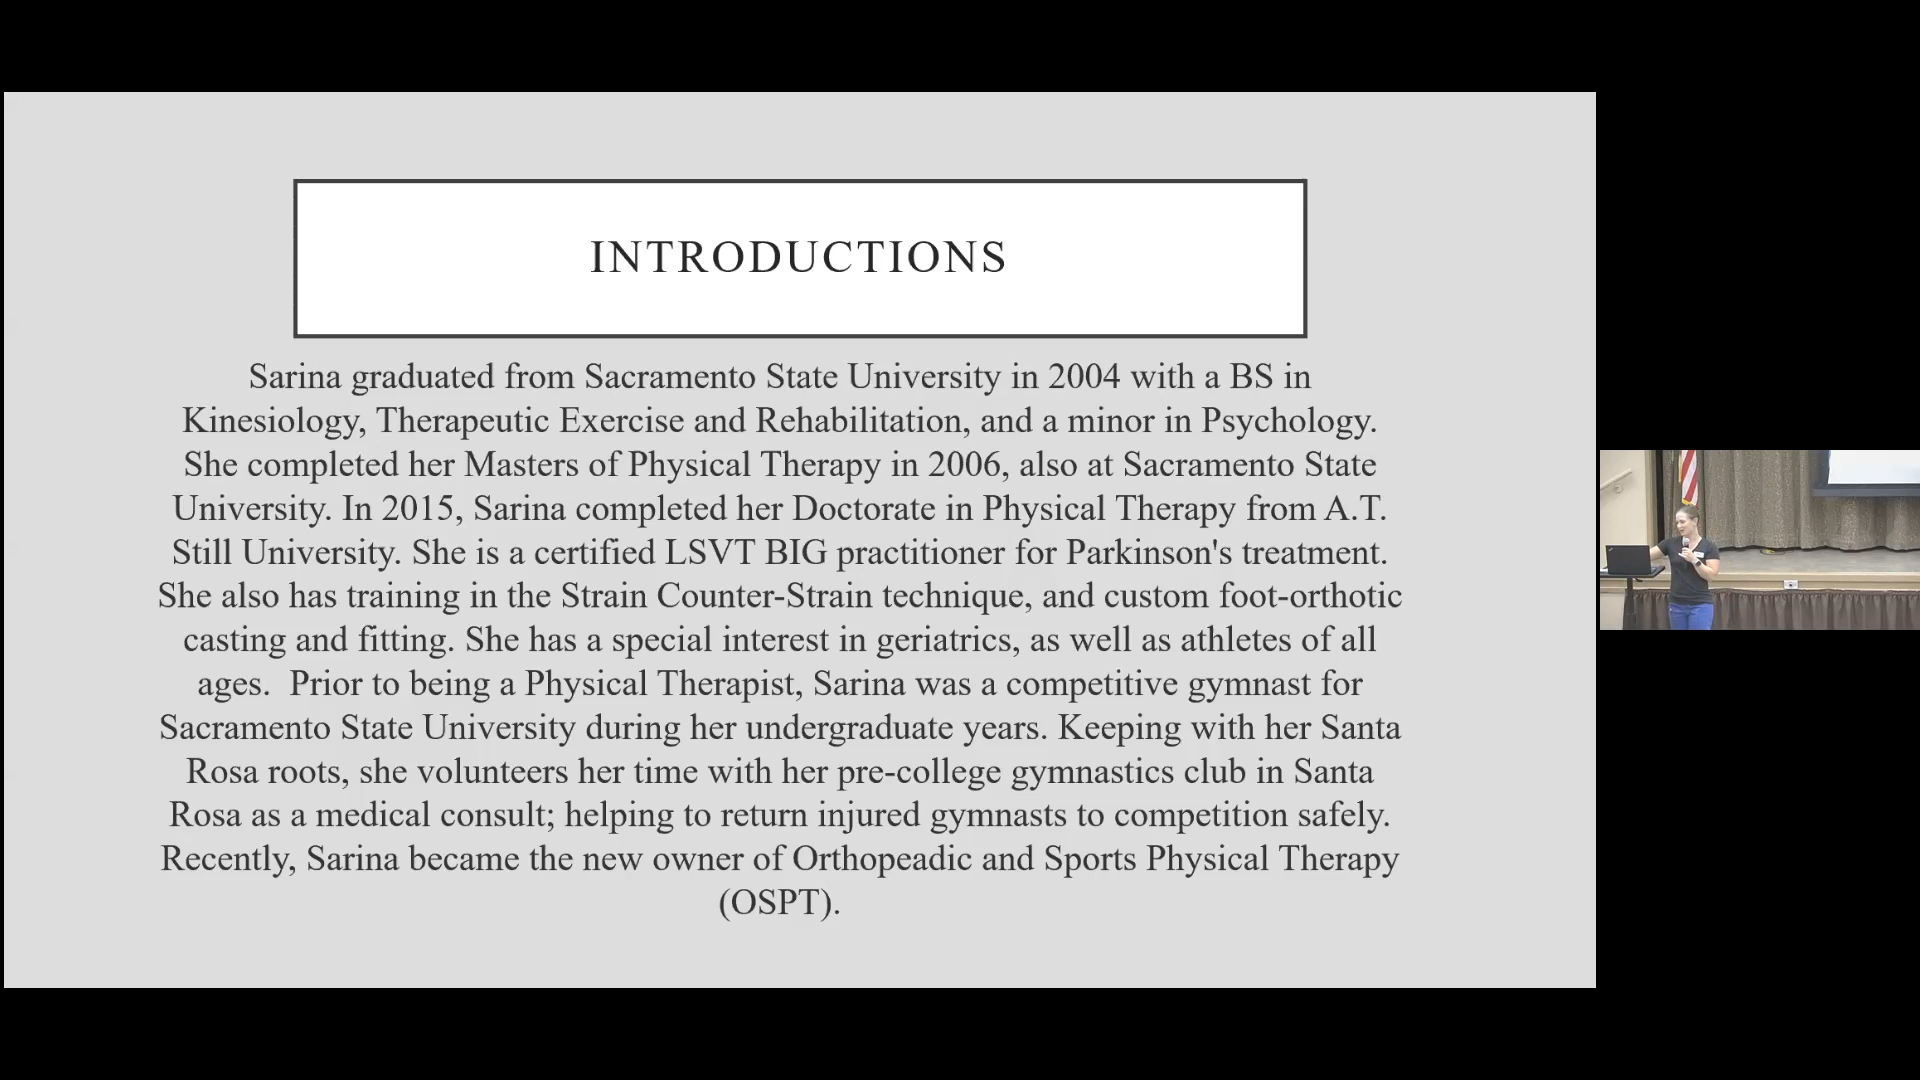 INTRODUCTIONS
Sarina graduated from Sacramento State University in 2004 with a BS in
Kinesiology, Therapeutic Exercise and Rehabilitation, and a minor in Psychology.
She completed her Masters of Physical Therapy in 2006, also at Sacramento State
University. In 2015, Sarina completed her Doctorate in Physical Therapy from A.T.
Still University. She is a certified LSVT BIG practitioner for Parkinson's treatment.
She also has training in the Strain Counter-Strain technique, and custom foot-orthotic
casting and fitting. She has a special interest in geriatrics, as well as athletes of all
ages.  Prior to being a Physical Therapist, Sarina was a competitive gymnast for
Sacramento State University during her undergraduate years. Keeping with her Santa
Rosa roots, she volunteers her time with her pre-college gymnastics club in Santa
Rosa as a medical consult; helping to return injured gymnasts to competition safely.
Recently, Sarina became the new owner of Orthopeadic and Sports Physical Therapy
(OSPT).